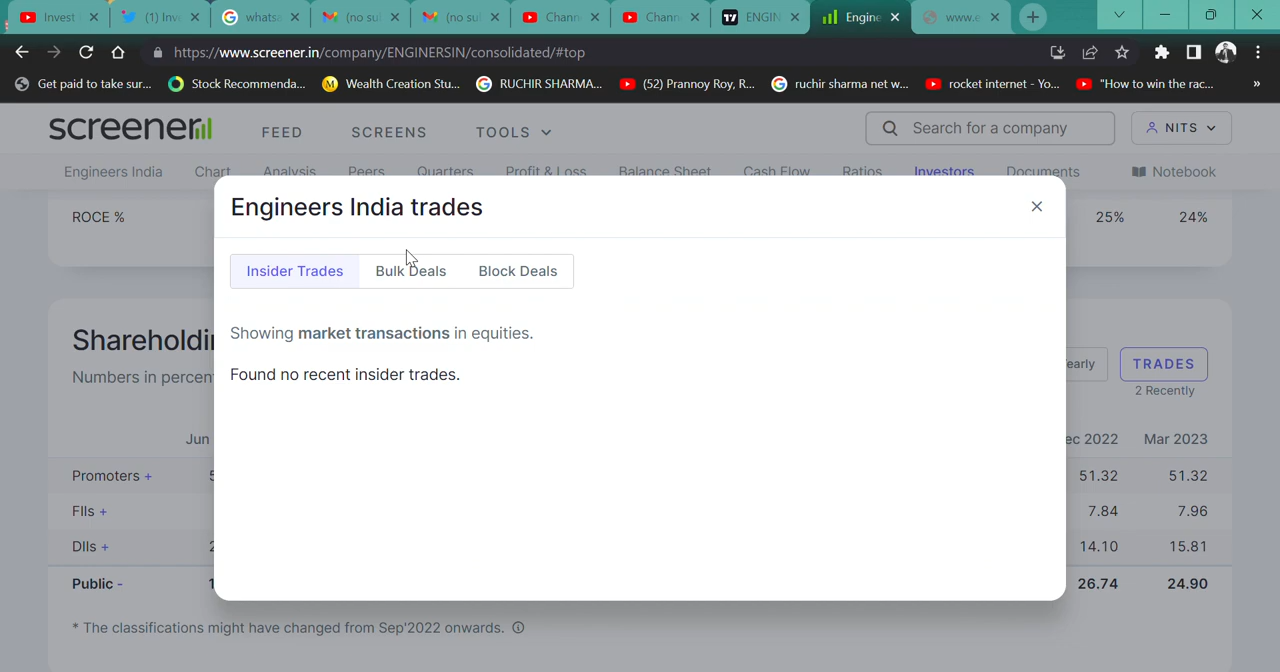 Invest
(1) Inv
whats
(no su
(no su
Chann
Chann
ENGIN
Engine
www.e
https://www.screener.in/company/ENGINERSIN/consolidated/#top
Get paid to take sur... Stock Recommenda... Wealth Creation Stu... RUCHIR SHARMA... (52) Prannoy Roy, R... ruchir sharma net w... rocket internet - Yo... "How to win the rac... »
screener FEED SCREENS TOOLS Search for a company NITS
Engineers India Chart Analysis Peers Quarters Profit & Loss Balance Sheet Cash Flow Ratios Investors Documents Notebook
Engineers India trades
ROCE % 25% 24%
Insider Trades Bulk Deals Block Deals
Showing market transactions in equities.
Found no recent insider trades.
Shareholdi
Numbers in percen
early TRADES
2 Recently
Jun ec 2022 Mar 2023
Promoters + 5 51.32 51.32
FIIs + 7.84 7.96
DIIs + 2 14.10 15.81
Public - 1 26.74 24.90
* The classifications might have changed from Sep'2022 onwards.